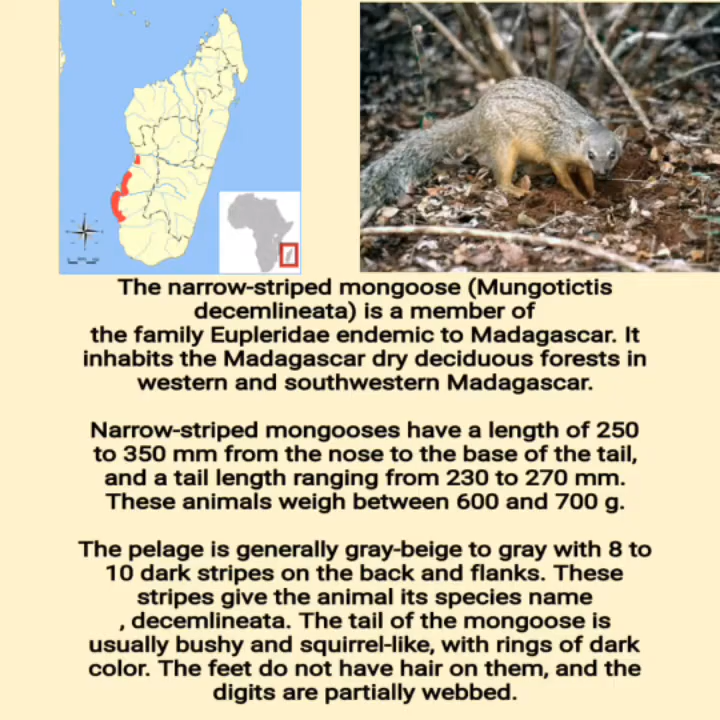 The narrow-striped mongoose (Mungotictis
decemlineata) is a member of
the family Eupleridae endemic to Madagascar. It
inhabits the Madagascar dry deciduous forests in
western and southwestern Madagascar.
Narrow-striped mongooses have a length of 250
to 350 mm from the nose to the base of the tail,
and a tail length ranging from 230 to 270 mm.
These animals weigh between 600 and 700 g.
The pelage is generally gray-beige to gray with 8 to
10 dark stripes on the back and flanks. These
stripes give the animal its species name
, decemlineata. The tail of the mongoose is
usually bushy and squirrel-like, with rings of dark
color. The feet do not have hair on them, and the
digits are partially webbed.